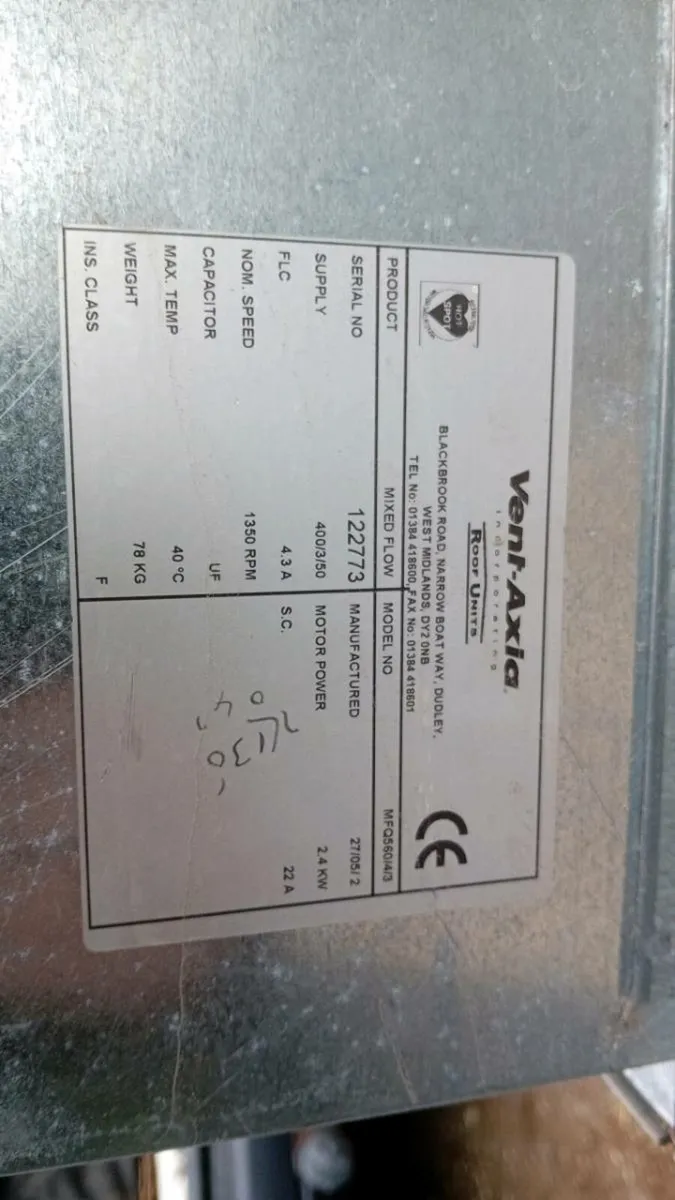 HOT
SPOT
Vent-Axia
incorporating
ROOF UNITS
BLACKBROOK ROAD, NARROW BOAT WAY, DUDLEY,
WEST MIDLANDS, DY2 0NB
TEL No: 01384 418600, FAX No: 01384 418601
CE
PRODUCT MIXED FLOW MODEL NO MFQ560/4/3
SERIAL NO 122773 MANUFACTURED 27/05/ 2
SUPPLY 400/3/50 MOTOR POWER 2.4 KW
FLC 4.3 A S.C. 22 A
NOM. SPEED 1350 RPM
CAPACITOR UF
MAX. TEMP 40 °C
WEIGHT 78 KG
INS. CLASS F